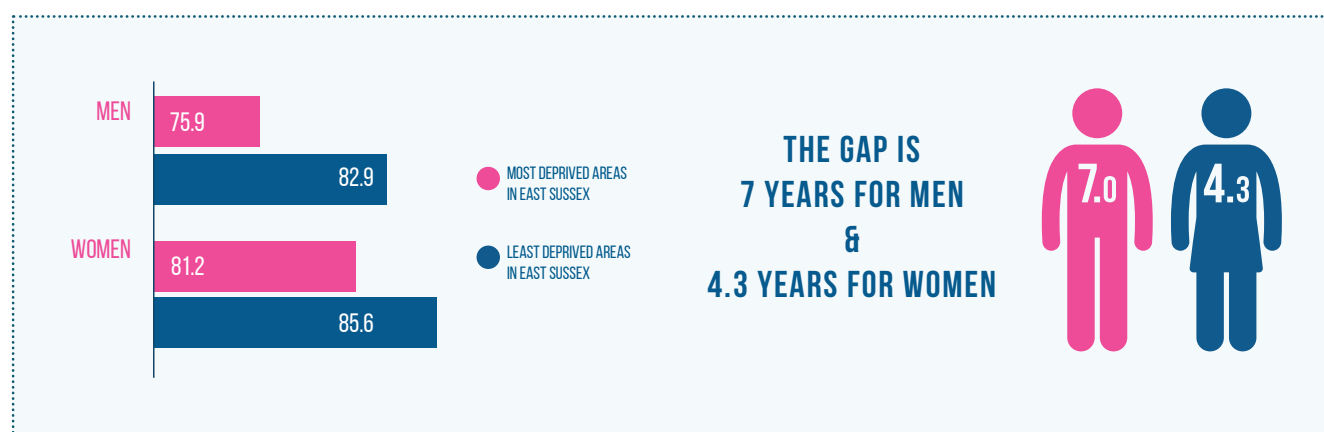 MEN
75.9
82.9
WOMEN
81.2
85.6
MOST DEPRIVED AREAS
IN EAST SUSSEX
LEAST DEPRIVED AREAS
IN EAST SUSSEX
THE GAP IS
7 YEARS FOR MEN
&
4.3 YEARS FOR WOMEN
7.0
4.3